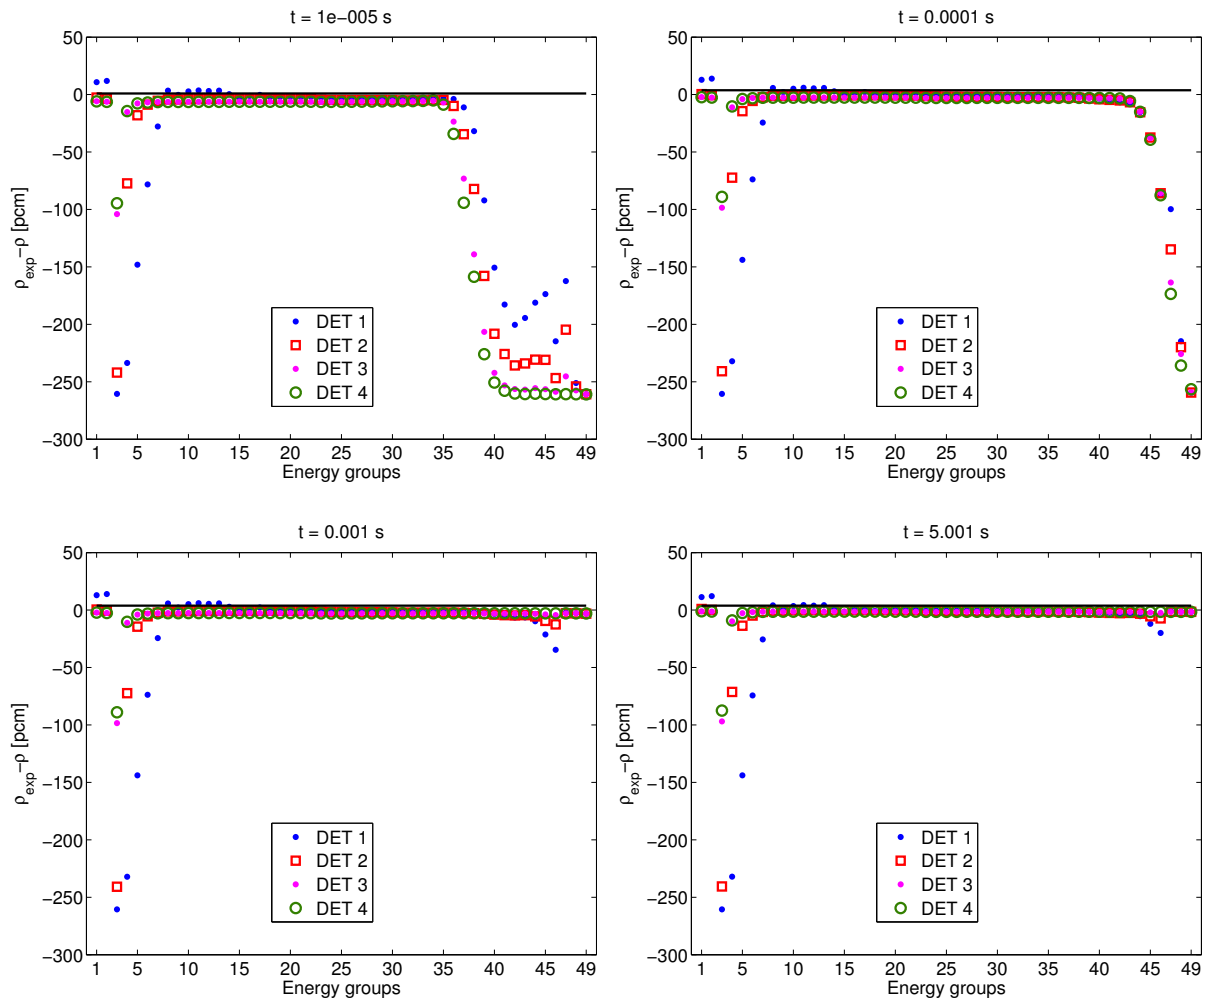 t = 1e−005 s
50
0
−50
−100
−150
−200
−250
−300
ρexp−ρ [pcm]
DET 1
DET 2
DET 3
DET 4
1 5 10 15 20 25 30 35 40 45 49
Energy groups
t = 0.0001 s
50
0
−50
−100
−150
−200
−250
−300
ρexp−ρ [pcm]
DET 1
DET 2
DET 3
DET 4
1 5 10 15 20 25 30 35 40 45 49
Energy groups
t = 0.001 s
50
0
−50
−100
−150
−200
−250
−300
ρexp−ρ [pcm]
DET 1
DET 2
DET 3
DET 4
1 5 10 15 20 25 30 35 40 45 49
Energy groups
t = 5.001 s
50
0
−50
−100
−150
−200
−250
−300
ρexp−ρ [pcm]
DET 1
DET 2
DET 3
DET 4
1 5 10 15 20 25 30 35 40 45 49
Energy groups